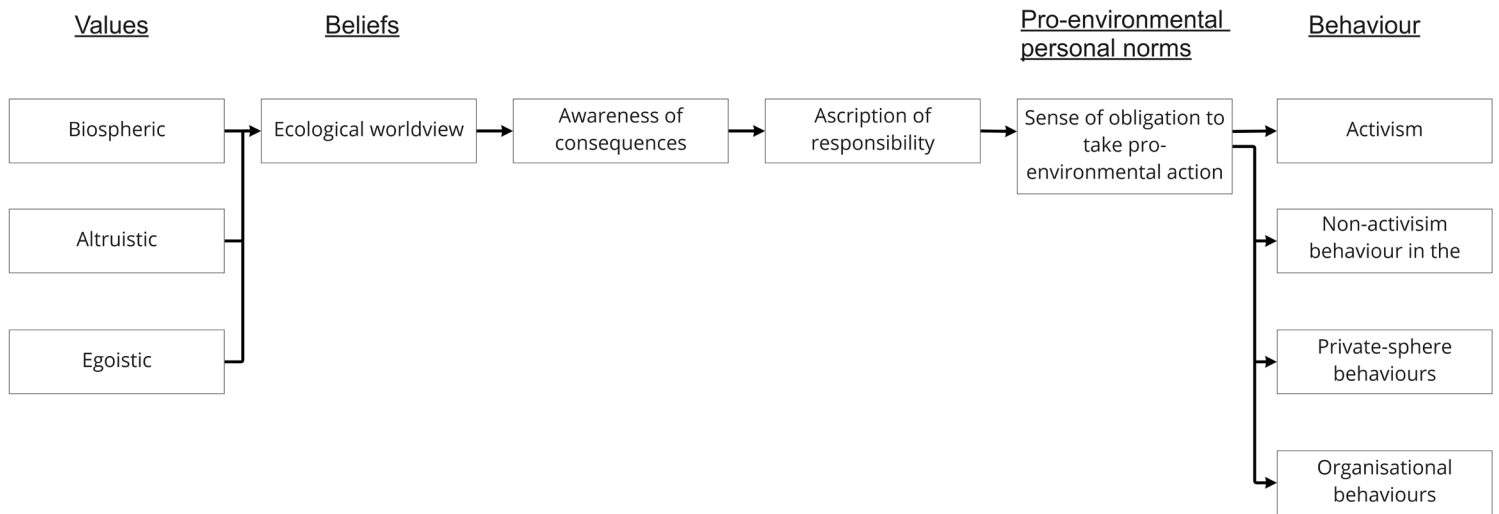 Values
Beliefs
Pro-environmental
personal norms
Behaviour
Biospheric
Ecological worldview
Awareness of
consequences
Ascription of
responsibility
Sense of obligation to
take pro-
environmental action
Activism
Altruistic
Non-activisim
behaviour in the
Egoistic
Private-sphere
behaviours
Organisational
behaviours